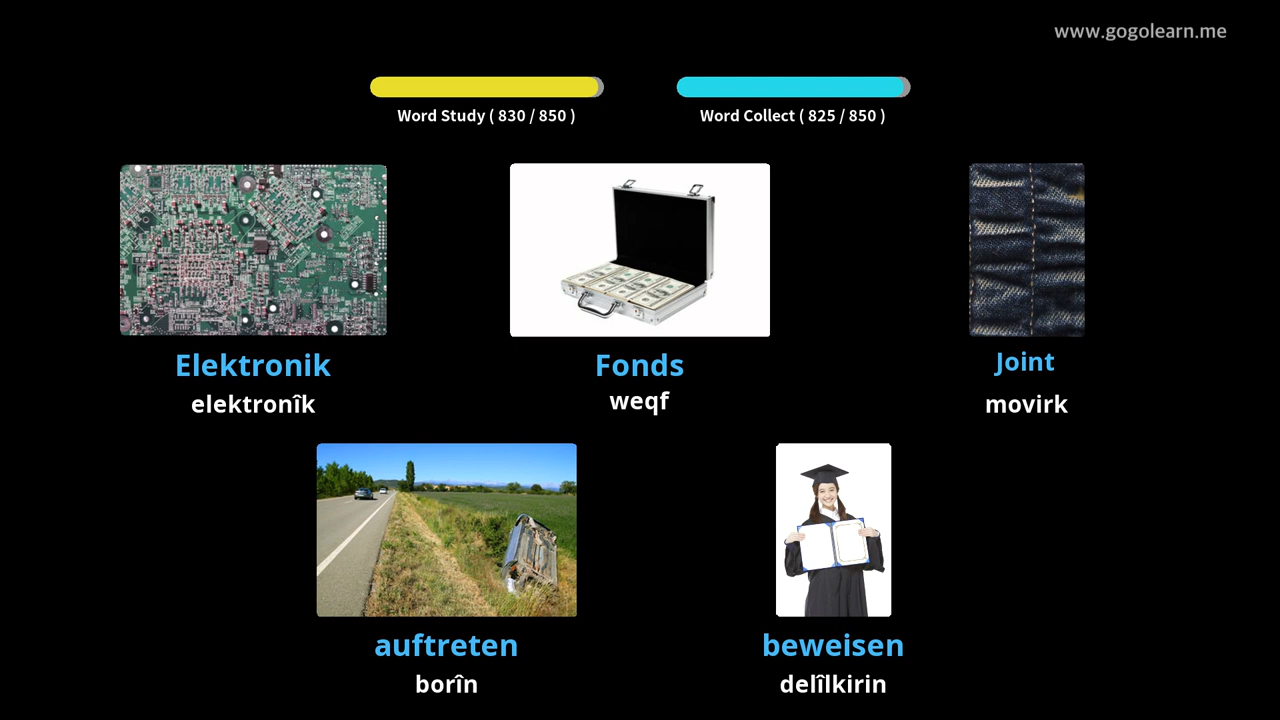 www.gogolearn.me
Word Study ( 830 / 850 )
Word Collect ( 825 / 850 )
Elektronik
elektronîk
Fonds
weqf
Joint
movirk
auftreten
borîn
beweisen
delîlkirin